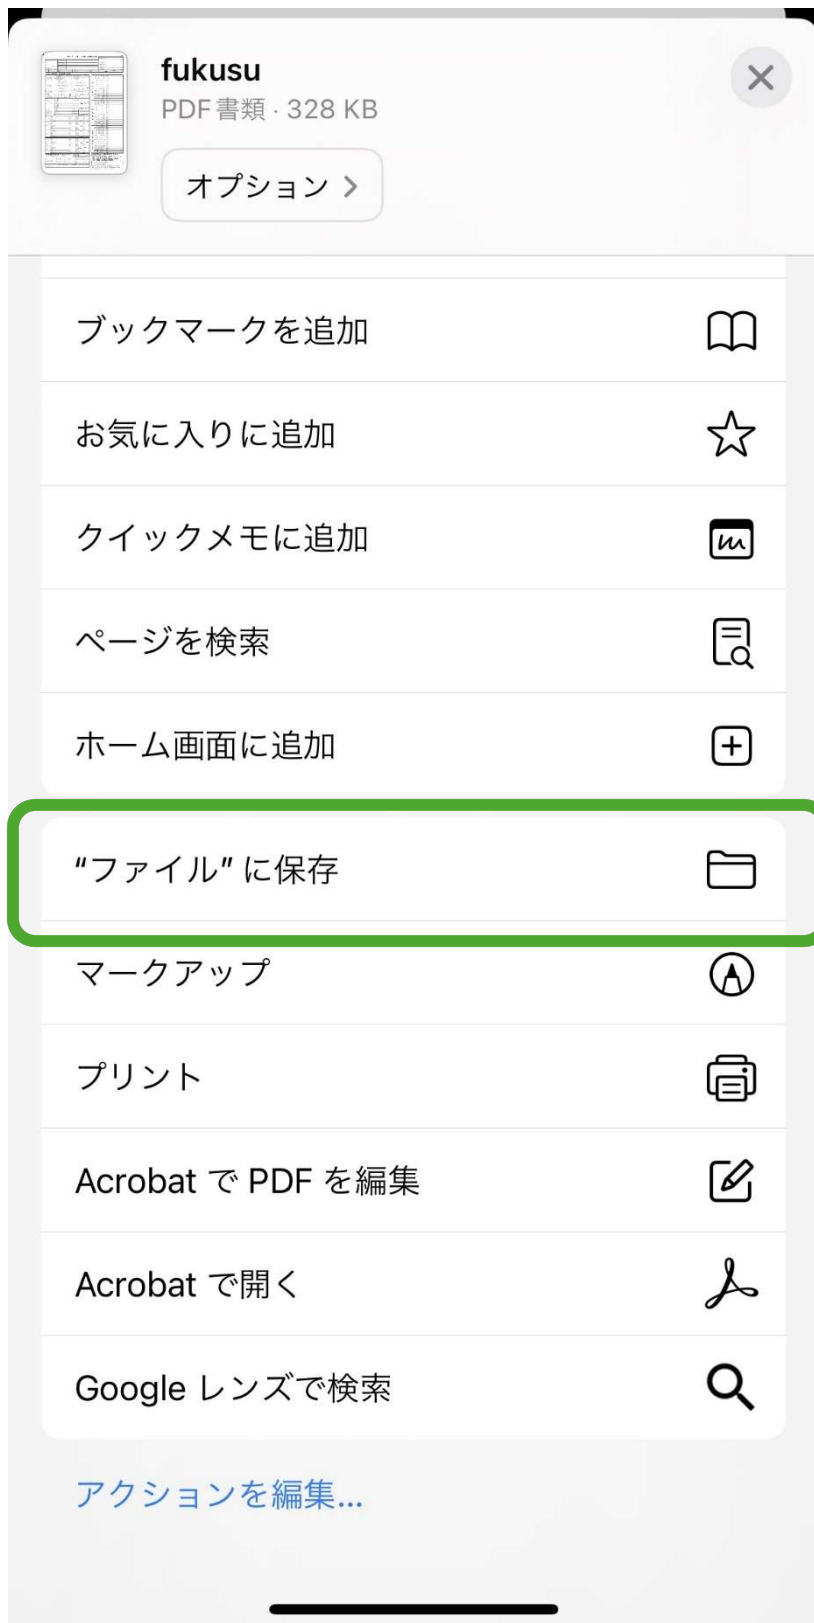 fukusu
PDF書類 · 328 KB
オプション
ブックマークを追加
お気に入りに追加
クイックメモに追加
ページを検索
ホーム画面に追加
“ファイル” に保存
マークアップ
プリント
Acrobat で PDF を編集
Acrobat で開く
Google レンズで検索
アクションを編集...